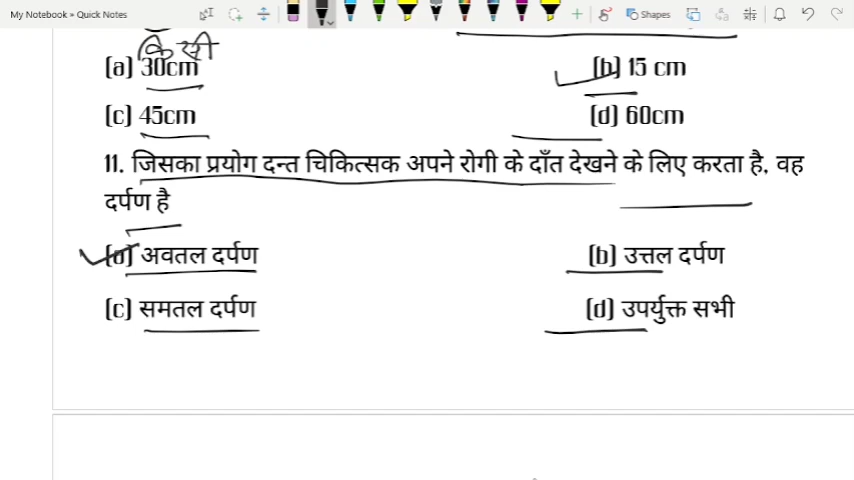 My Notebook » Quick Notes
Shapes
किसी
(a) 30cm
(b) 15 cm
(c) 45cm
(d) 60cm
11. जिसका प्रयोग दन्त चिकित्सक अपने रोगी के दाँत देखने के लिए करता है, वह
दर्पण है
(a) अवतल दर्पण
(b) उत्तल दर्पण
(c) समतल दर्पण
(d) उपर्युक्त सभी